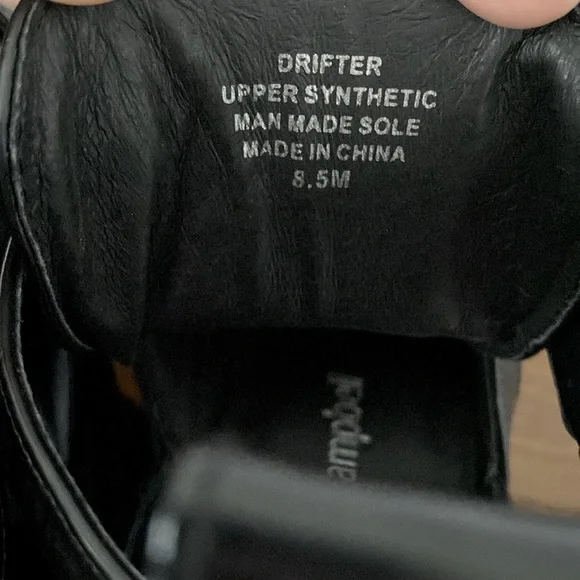 DRIFTER
UPPER SYNTHETIC
MAN MADE SOLE
MADE IN CHINA
8.5M